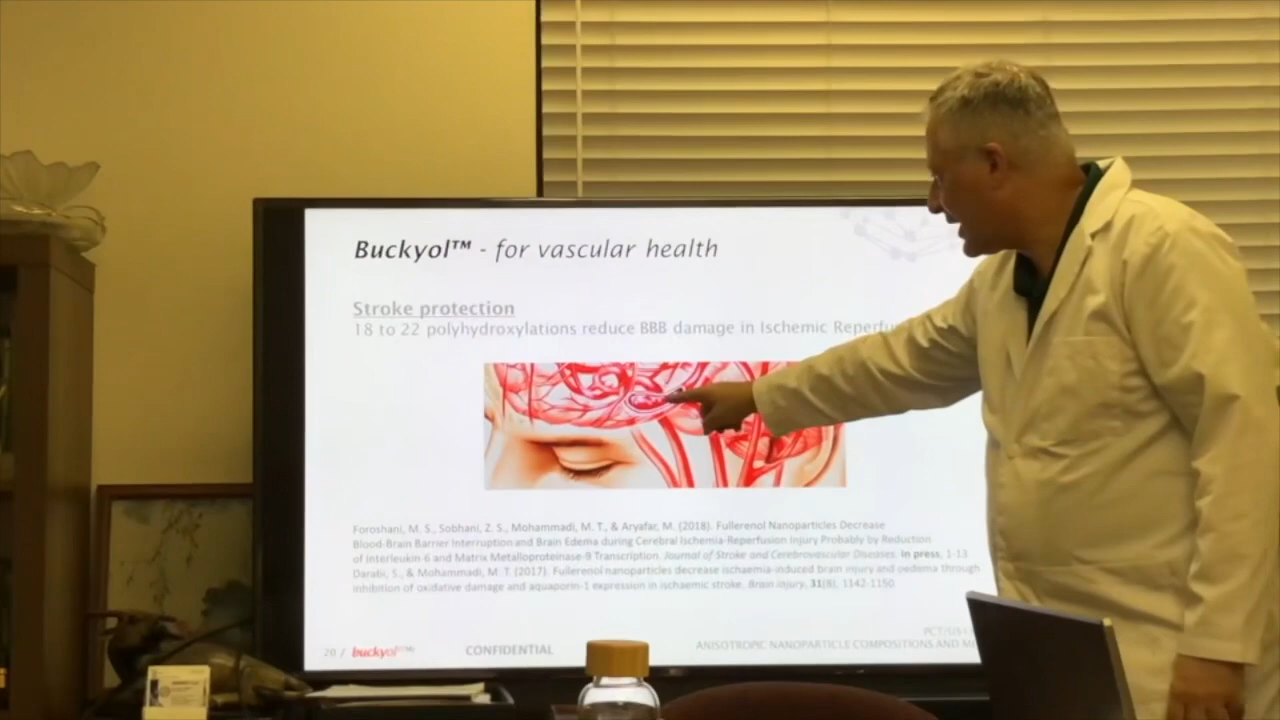 Buckyol™ - for vascular health
Stroke protection
18 to 22 polyhydroxylations reduce BBB damage in Ischemic
Foroshani, M. S., Sobhani, Z. S., Mohammadi, M. T., & Aryafar, M. (2018). Fullerenol Nanoparticles Decrease
Blood-Brain Barrier Interruption and Brain Edema during Cerebral Ischemia-Reperfusion Injury Probably by Reduction
of Interleukin-6 and Matrix Metalloproteinase-9 Transcription. Journal of Stroke and Cerebrovascular Diseases. In press, 1-13
Darabi, S., & Mohammadi, M. T. (2017). Fullerenol nanoparticles decrease ischaemia-induced brain injury and oedema through
inhibition of oxidative damage and aquaporin-1 expression in ischaemic stroke. Brain Injury, 31(8), 1142-1150
20 / buckyol CONFIDENTIAL
ANISOTROPIC NANOPARTICLE COMPOSITIONS AND